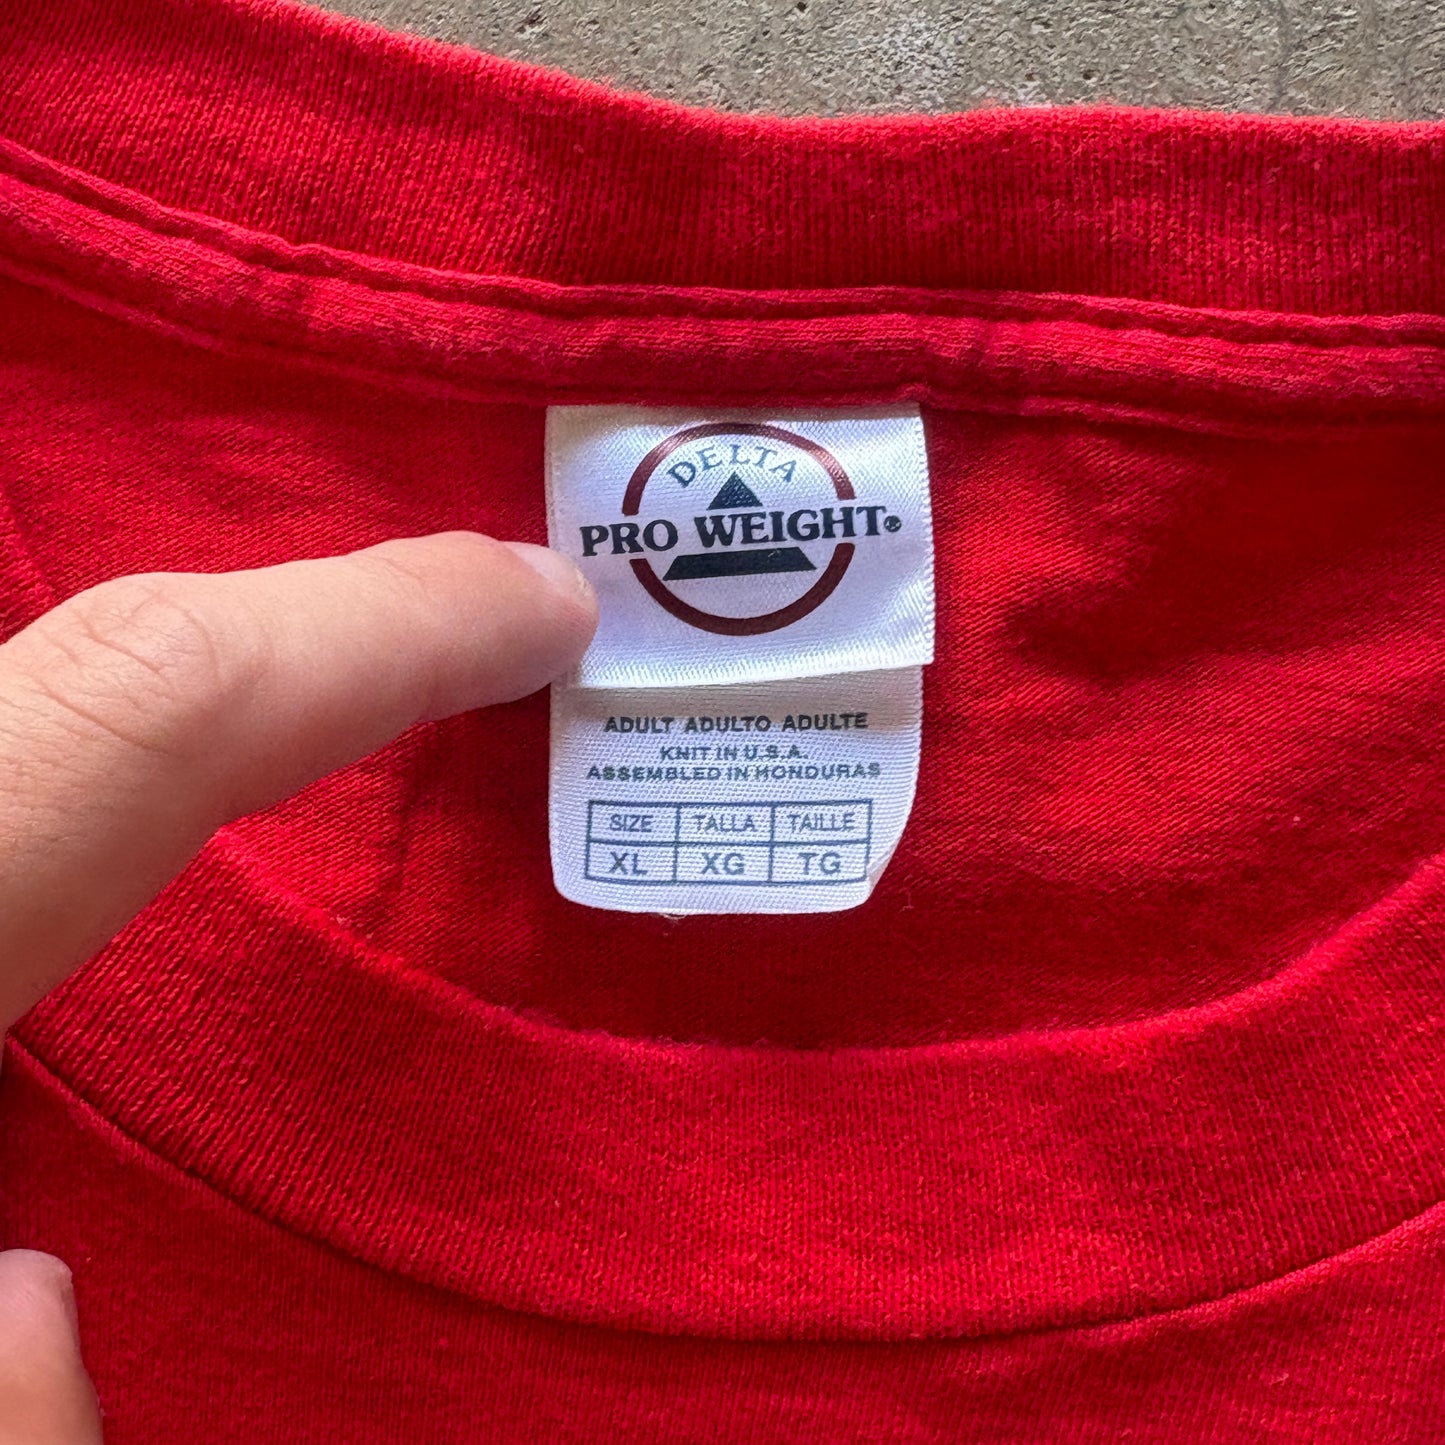 DELTA
PRO WEIGHT®
ADULT ADULTO ADULTE
KNIT IN U.S.A.
ASSEMBLED IN HONDURAS
SIZE TALLA TAILLE
XL XG TG